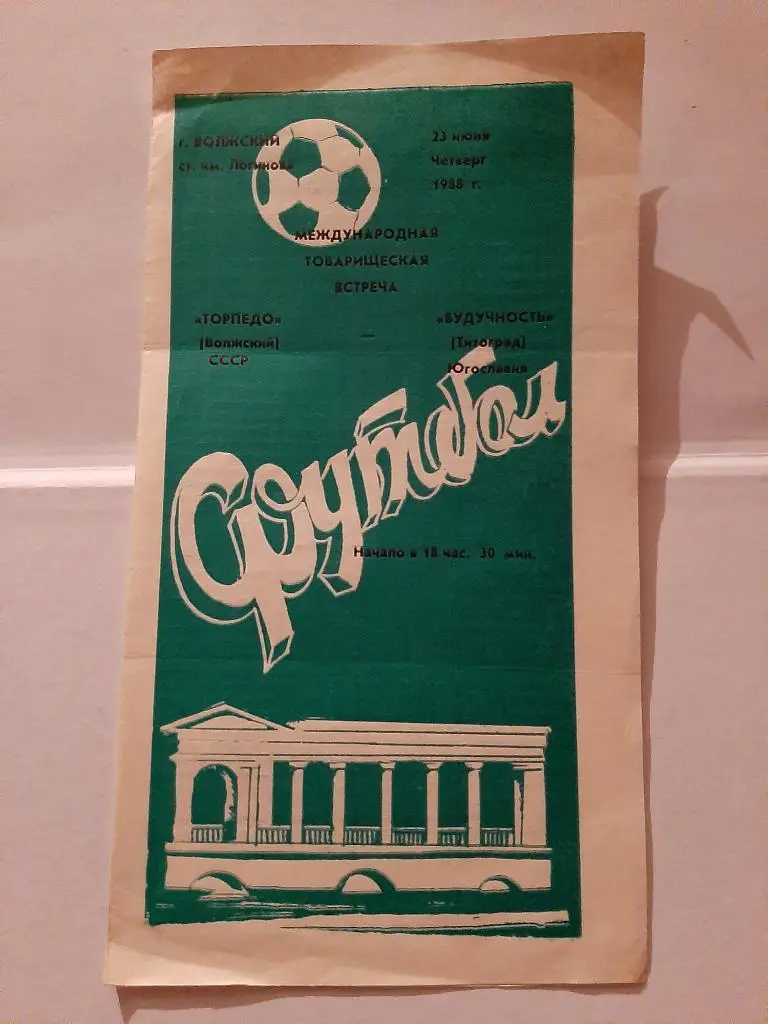 г. ВОЛЖСКИЙ
ст. им. Логинова
23 июня
Четверг
1988 г.
МЕЖДУНАРОДНАЯ
ТОВАРИЩЕСКАЯ
ВСТРЕЧА
«ТОРПЕДО»
(Волжский)
СССР
–
«БУДУЧНОСТЬ»
(Титоград)
Югославия
Футбол
Начало в 18 час. 30 мин.